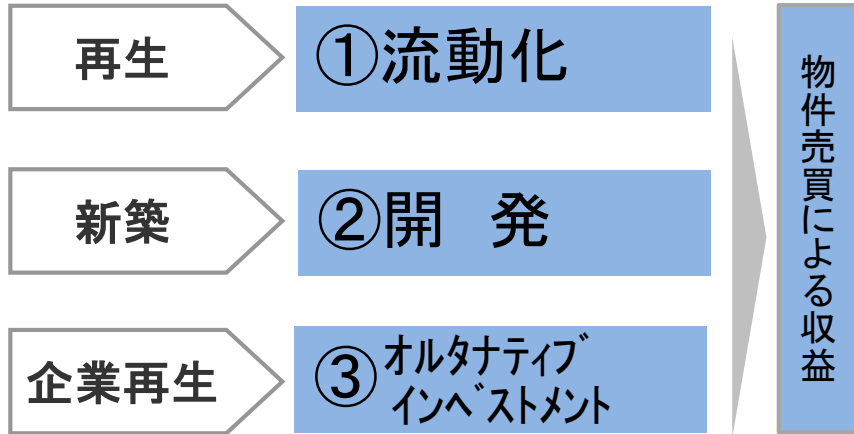 再生
①流動化
新築
②開　発
企業再生
③ｵﾙﾀﾅﾃｨﾌﾞ
ｲﾝﾍﾞｽﾄﾒﾝﾄ
物件売買による収益